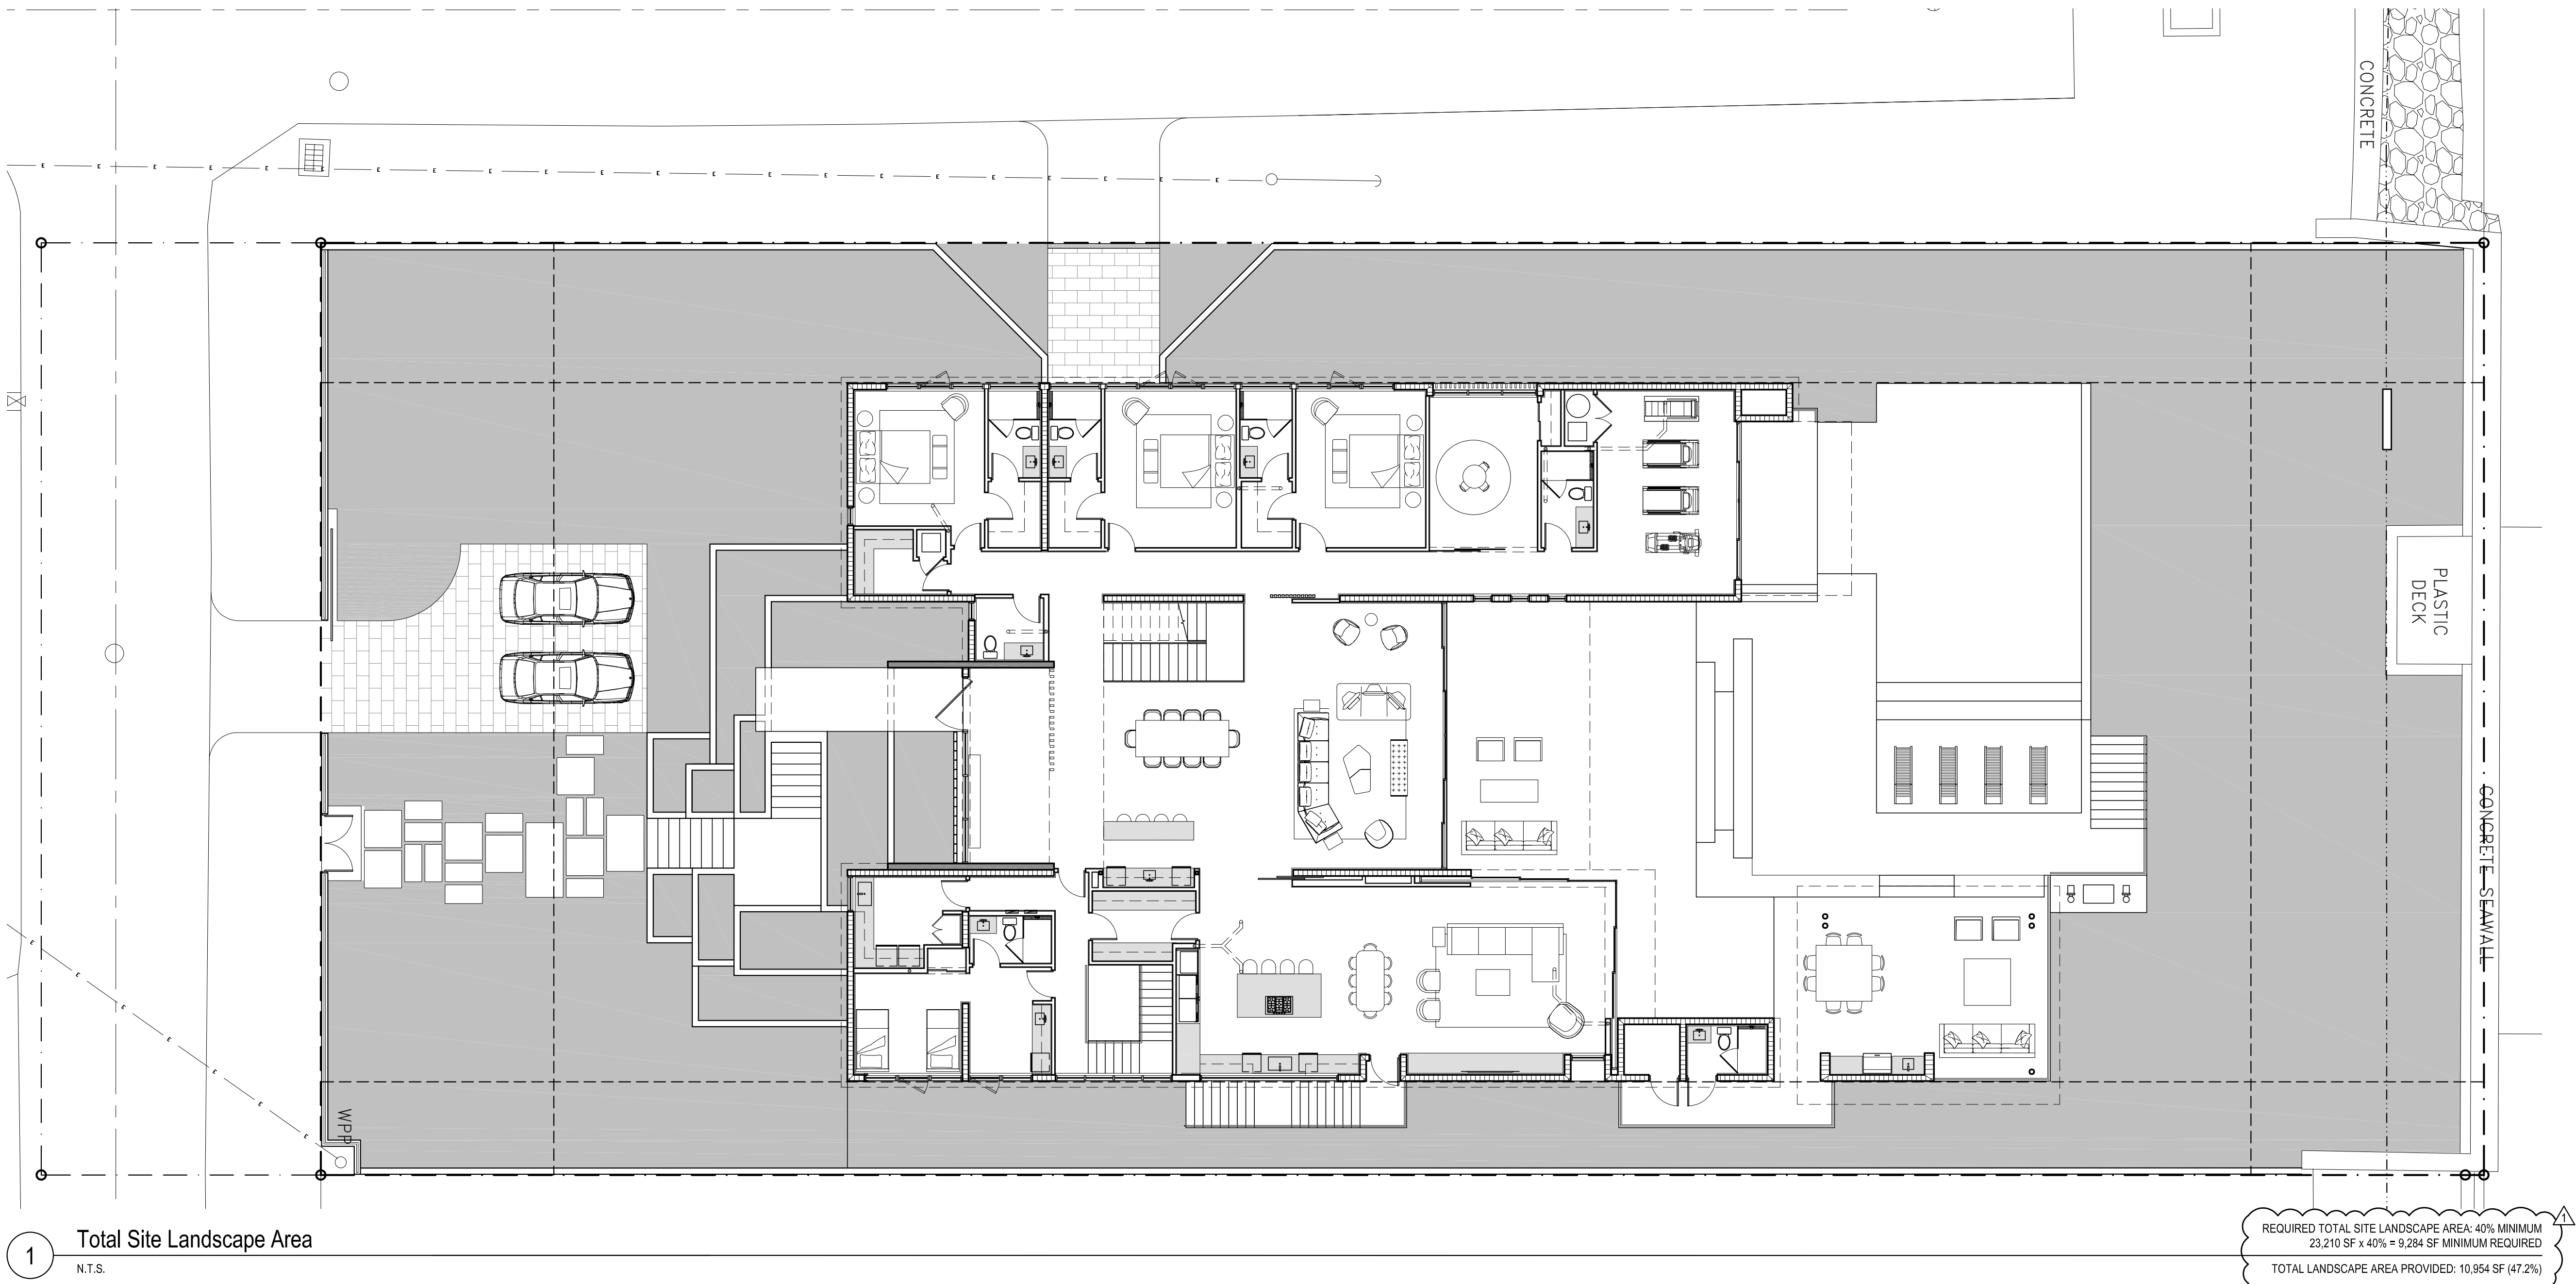 CONCRETE
E E E E E E E E E E E E E E E E E E E E E E
PLASTIC
DECK
CONCRETE SEAWALL
E
E
E
E
E
E
E
WPP
1
Total Site Landscape Area
N.T.S.
1
REQUIRED TOTAL SITE LANDSCAPE AREA: 40% MINIMUM
23,210 SF x 40% = 9,284 SF MINIMUM REQUIRED
TOTAL LANDSCAPE AREA PROVIDED: 10,954 SF (47.2%)